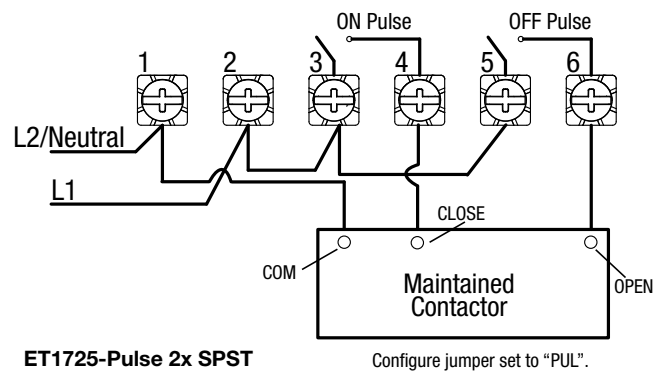 ON Pulse
OFF Pulse
1
2
3
4
5
6
L2/Neutral
L1
CLOSE
COM
OPEN
Maintained
Contactor
ET1725-Pulse 2x SPST
Configure jumper set to “PUL”.